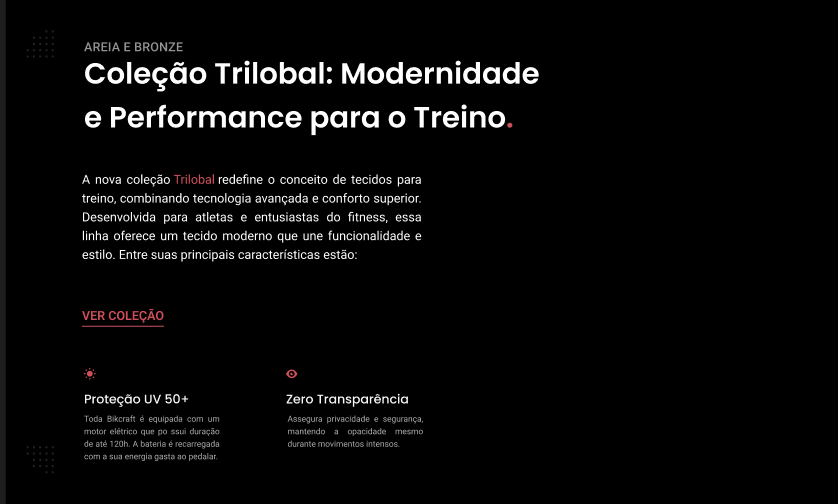 AREIA E BRONZE
Coleção Trilobal: Modernidade
e Performance para o Treino.
A nova coleção Trilobal redefine o conceito de tecidos para
treino, combinando tecnologia avançada e conforto superior.
Desenvolvida para atletas e entusiastas do fitness, essa
linha oferece um tecido moderno que une funcionalidade e
estilo. Entre suas principais características estão:
VER COLEÇÃO
Proteção UV 50+
Toda Bikcraft é equipada com um
motor elétrico que po ssui duração
de até 120h. A bateria é recarregada
com a sua energia gasta ao pedalar.
Zero Transparência
Assegura privacidade e segurança,
mantendo a opacidade mesmo
durante movimentos intensos.